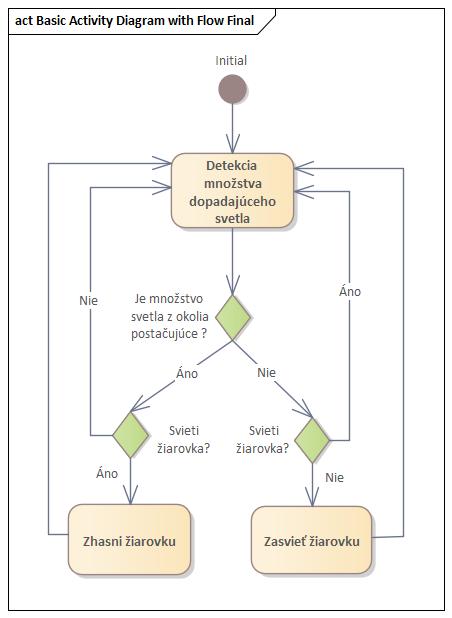 act Basic Activity Diagram with Flow Final
Initial
Detekcia
množstva
dopadajúceho
svetla
Nie
Je množstvo
svetla z okolia
postačujúce ?
Áno
Áno
Nie
Svieti
žiarovka?
Svieti
žiarovka?
Áno
Nie
Zhasni žiarovku
Zasvieť žiarovku